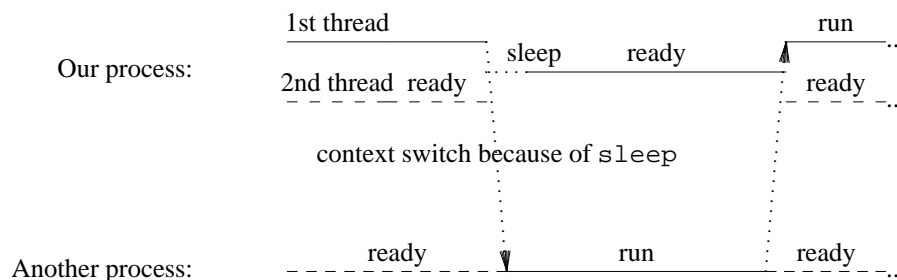 1st thread
run
sleep
ready
Our process:
2nd thread ready
ready
context switch because of sleep
ready
run
ready
Another process: